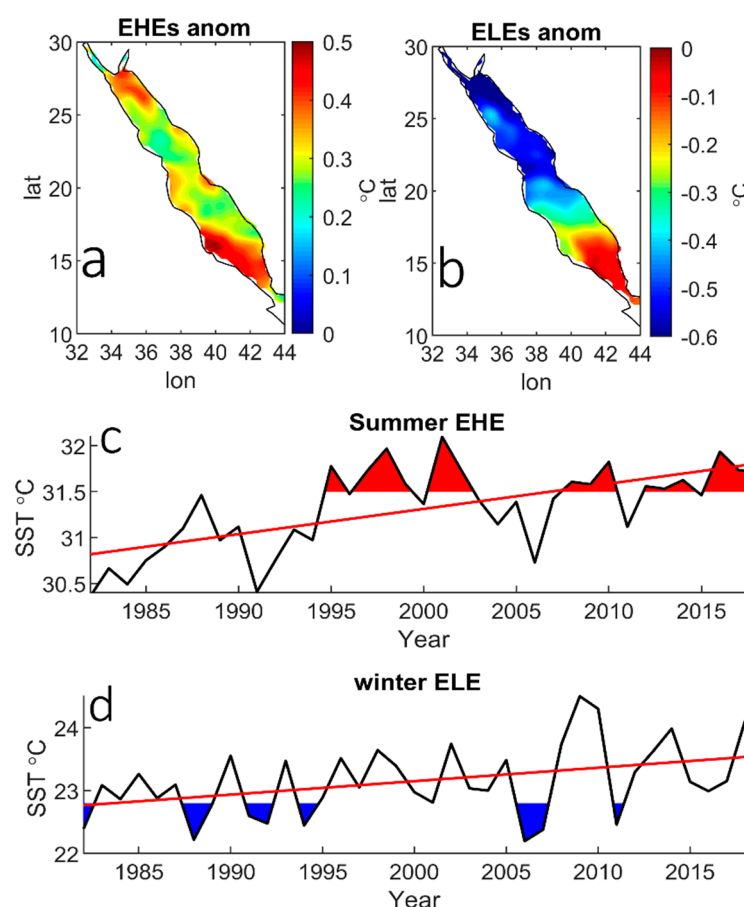 EHEs anom
ELEs anom
30
25
20
15
10
lat
a
32 34 36 38 40 42 44
lon
0.5
0.4
0.3
0.2
0.1
0
°C
30
25
20
15
10
lat
b
32 34 36 38 40 42 44
lon
0
-0.1
-0.2
-0.3
-0.4
-0.5
-0.6
°C
c
Summer EHE
32
31.5
31
30.5
SST °C
1985 1990 1995 2000 2005 2010 2015
Year
d
winter ELE
24
23
22
SST °C
1985 1990 1995 2000 2005 2010 2015
Year